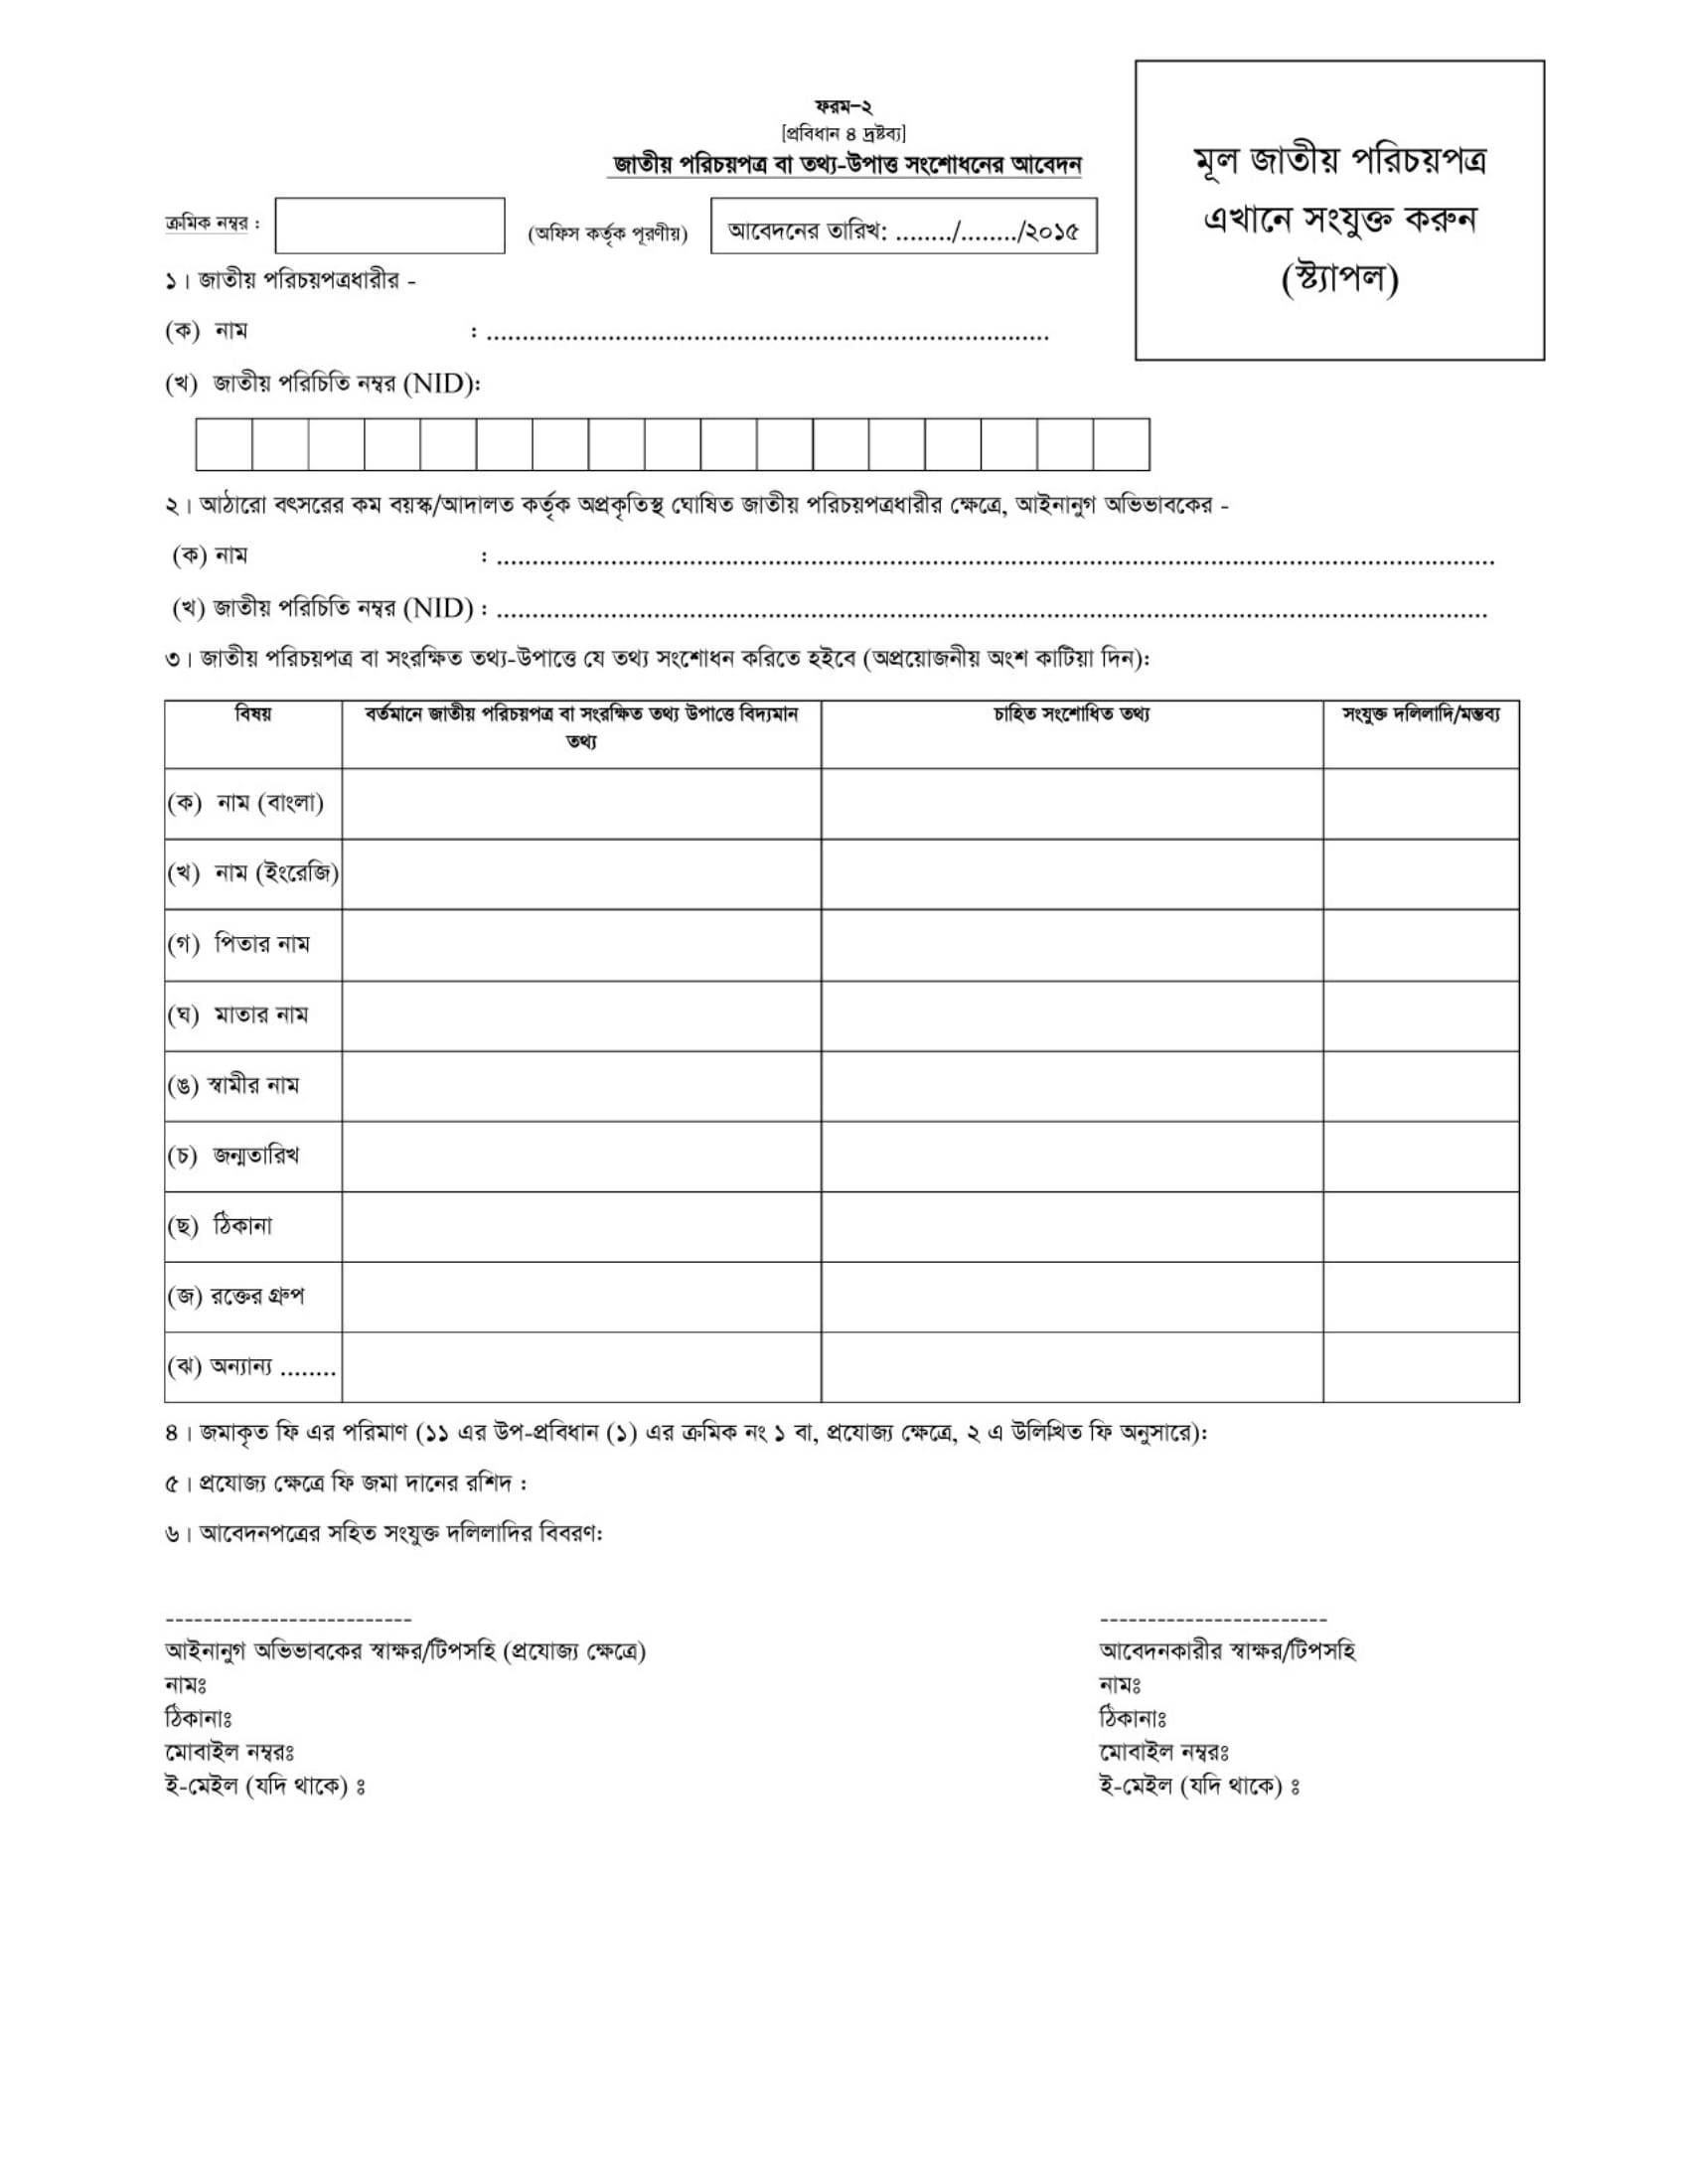 ফরম-২
[প্রবিধান ৪ দ্রষ্টব্য]
জাতীয় পরিচয়পত্র বা তথ্য-উপাত্ত সংশোধনের আবেদন
মূল জাতীয় পরিচয়পত্র
এখানে সংযুক্ত করুন
(স্ট্যাপল)
ক্রমিক নম্বর : (অফিস কর্তৃক পূরণীয়) আবেদনের তারিখ: ......../......../২০১৫
১। জাতীয় পরিচয়পত্রধারীর -
(ক) নাম : ...............................................................................
(খ) জাতীয় পরিচিতি নম্বর (NID):
২। আঠারো বৎসরের কম বয়স্ক/আদালত কর্তৃক অপ্রকৃতিস্থ ঘোষিত জাতীয় পরিচয়পত্রধারীর ক্ষেত্রে, আইনানুগ অভিভাবকের -
(ক) নাম : ............................................................................................................................................
(খ) জাতীয় পরিচিতি নম্বর (NID) : ...........................................................................................................................................
৩। জাতীয় পরিচয়পত্র বা সংরক্ষিত তথ্য-উপাত্তে যে তথ্য সংশোধন করিতে হইবে (অপ্রয়োজনীয় অংশ কাটিয়া দিন):
বিষয় বর্তমানে জাতীয় পরিচয়পত্র বা সংরক্ষিত তথ্য উপাত্তে বিদ্যমান চাহিত সংশোধিত তথ্য সংযুক্ত দলিলাদি/মন্তব্য
তথ্য
(ক) নাম (বাংলা)
(খ) নাম (ইংরেজি)
(গ) পিতার নাম
(ঘ) মাতার নাম
(ঙ) স্বামীর নাম
(চ) জন্মতারিখ
(ছ) ঠিকানা
(জ) রক্তের গ্রুপ
(ঝ) অন্যান্য ........
৪। জমাকৃত ফি এর পরিমাণ (১১ এর উপ-প্রবিধান (১) এর ক্রমিক নং ১ বা, প্রযোজ্য ক্ষেত্রে, ২ এ উলিখিত ফি অনুসারে):
৫। প্রযোজ্য ক্ষেত্রে ফি জমা দানের রশিদ :
৬। আবেদনপত্রের সহিত সংযুক্ত দলিলাদির বিবরণ:
-------------------------- ------------------------
আইনানুগ অভিভাবকের স্বাক্ষর/টিপসহি (প্রযোজ্য ক্ষেত্রে) আবেদনকারীর স্বাক্ষর/টিপসহি
নামঃ নামঃ
ঠিকানাঃ ঠিকানাঃ
মোবাইল নম্বরঃ মোবাইল নম্বরঃ
ই-মেইল (যদি থাকে) ঃ ই-মেইল (যদি থাকে) ঃ